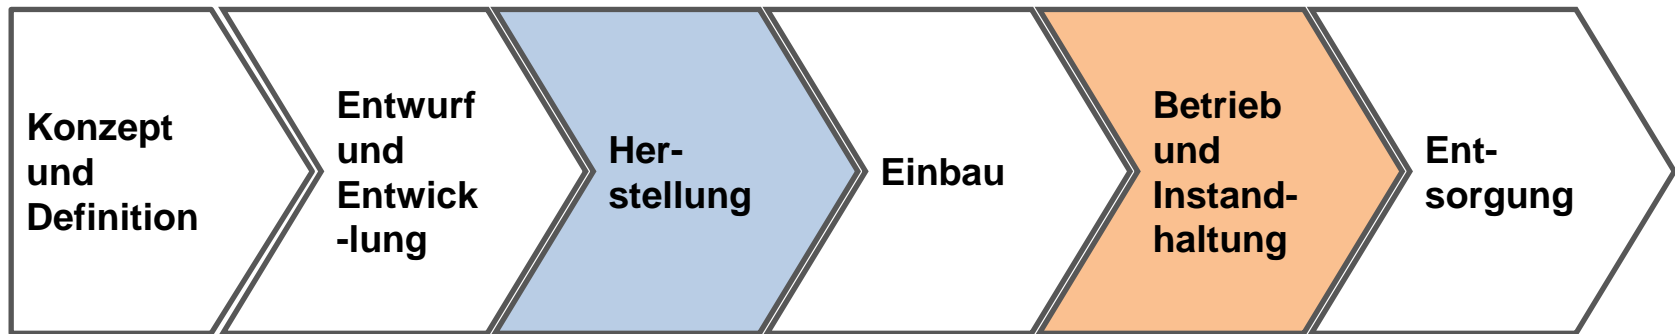 Konzept
und
Definition
Entwurf
und
Entwick
-lung
Her-
stellung
Einbau
Betrieb
und
Instand-
haltung
Ent-
sorgung